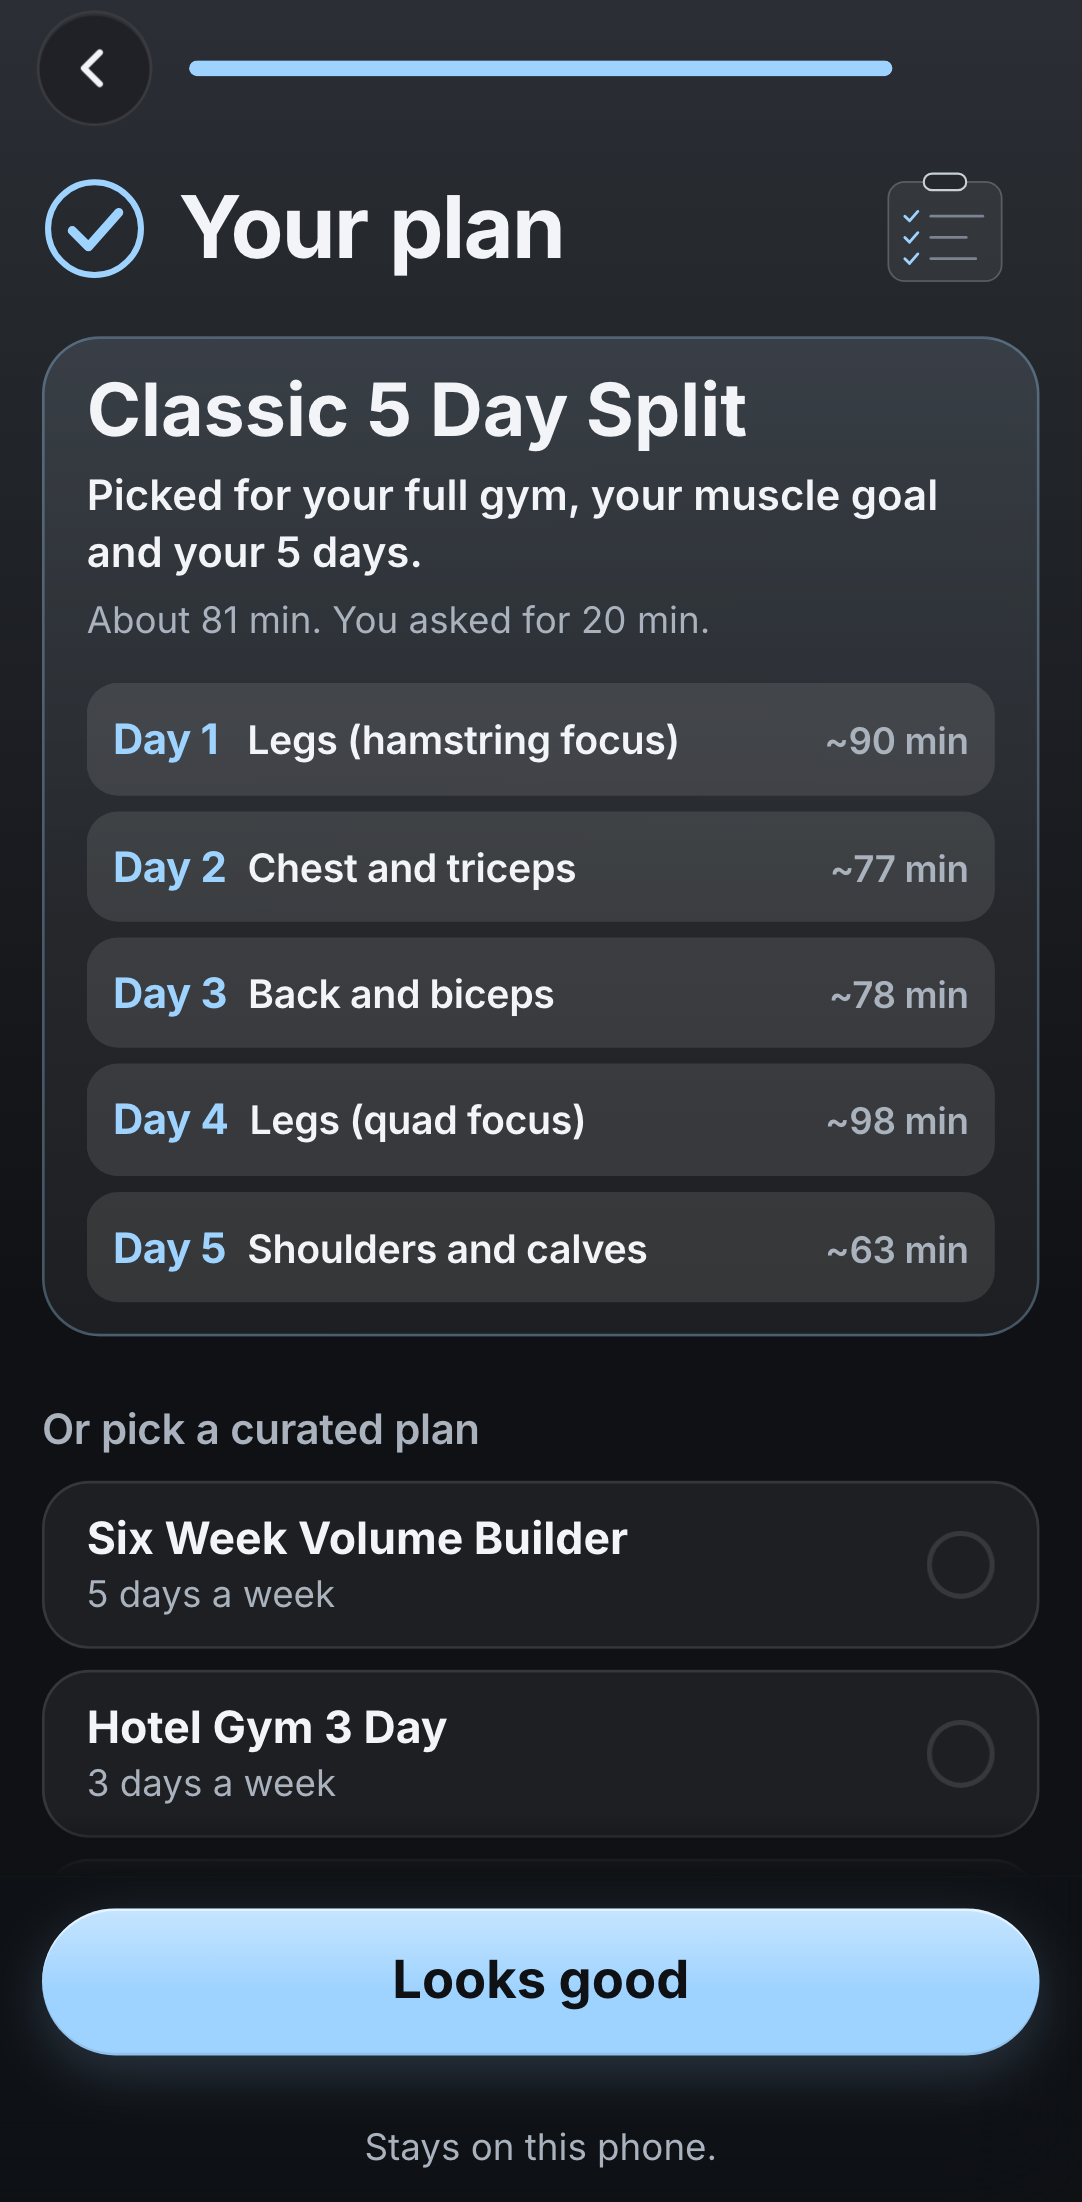 Your plan
Classic 5 Day Split
Picked for your full gym, your muscle goal
and your 5 days.
About 81 min. You asked for 20 min.
Day 1 Legs (hamstring focus) ~90 min
Day 2 Chest and triceps ~77 min
Day 3 Back and biceps ~78 min
Day 4 Legs (quad focus) ~98 min
Day 5 Shoulders and calves ~63 min
Or pick a curated plan
Six Week Volume Builder
5 days a week
Hotel Gym 3 Day
3 days a week
Looks good
Stays on this phone.